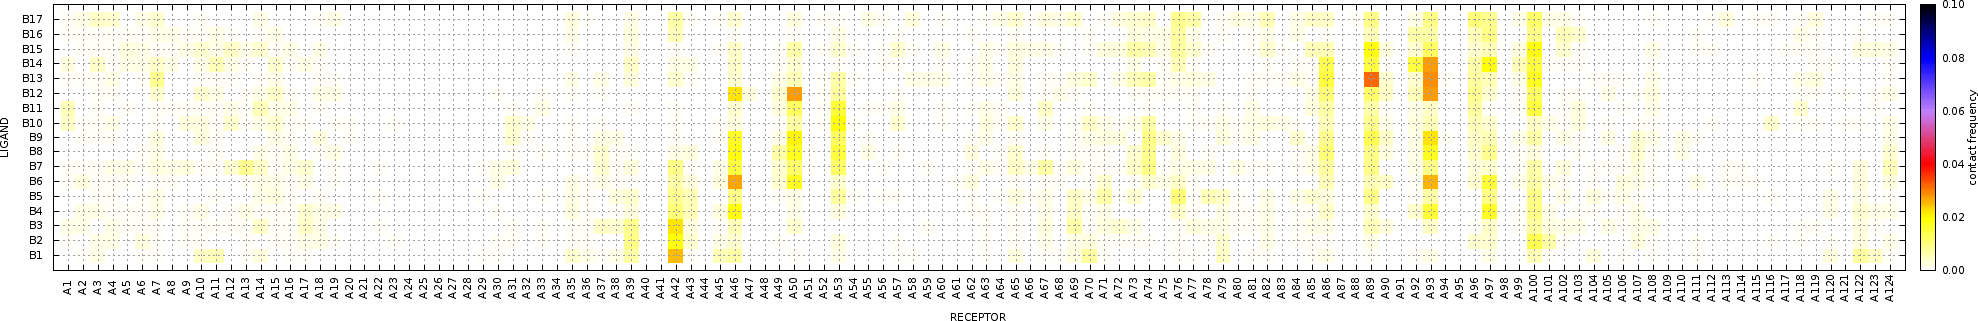 B17
B16
B15
B14
B13
B12
B11
B10
B9
B8
B7
B6
B5
B4
B3
B2
B1
LIGAND
A1 A2 A3 A4 A5 A6 A7 A8 A9 A10 A11 A12 A13 A14 A15 A16 A17 A18 A19 A20 A21 A22 A23 A24 A25 A26 A27 A28 A29 A30 A31 A32 A33 A34 A35 A36 A37 A38 A39 A40 A41 A42 A43 A44 A45 A46 A47 A48 A49 A50 A51 A52 A53 A54 A55 A56 A57 A58 A59 A60 A61 A62 A63 A64 A65 A66 A67 A68 A69 A70 A71 A72 A73 A74 A75 A76 A77 A78 A79 A80 A81 A82 A83 A84 A85 A86 A87 A88 A89 A90 A91 A92 A93 A94 A95 A96 A97 A98 A99 A100 A101 A102 A103 A104 A105 A106 A107 A108 A109 A110 A111 A112 A113 A114 A115 A116 A117 A118 A119 A120 A121 A122 A123 A124
RECEPTOR
0.10
0.08
0.06
0.04
0.02
0.00
contact frequency